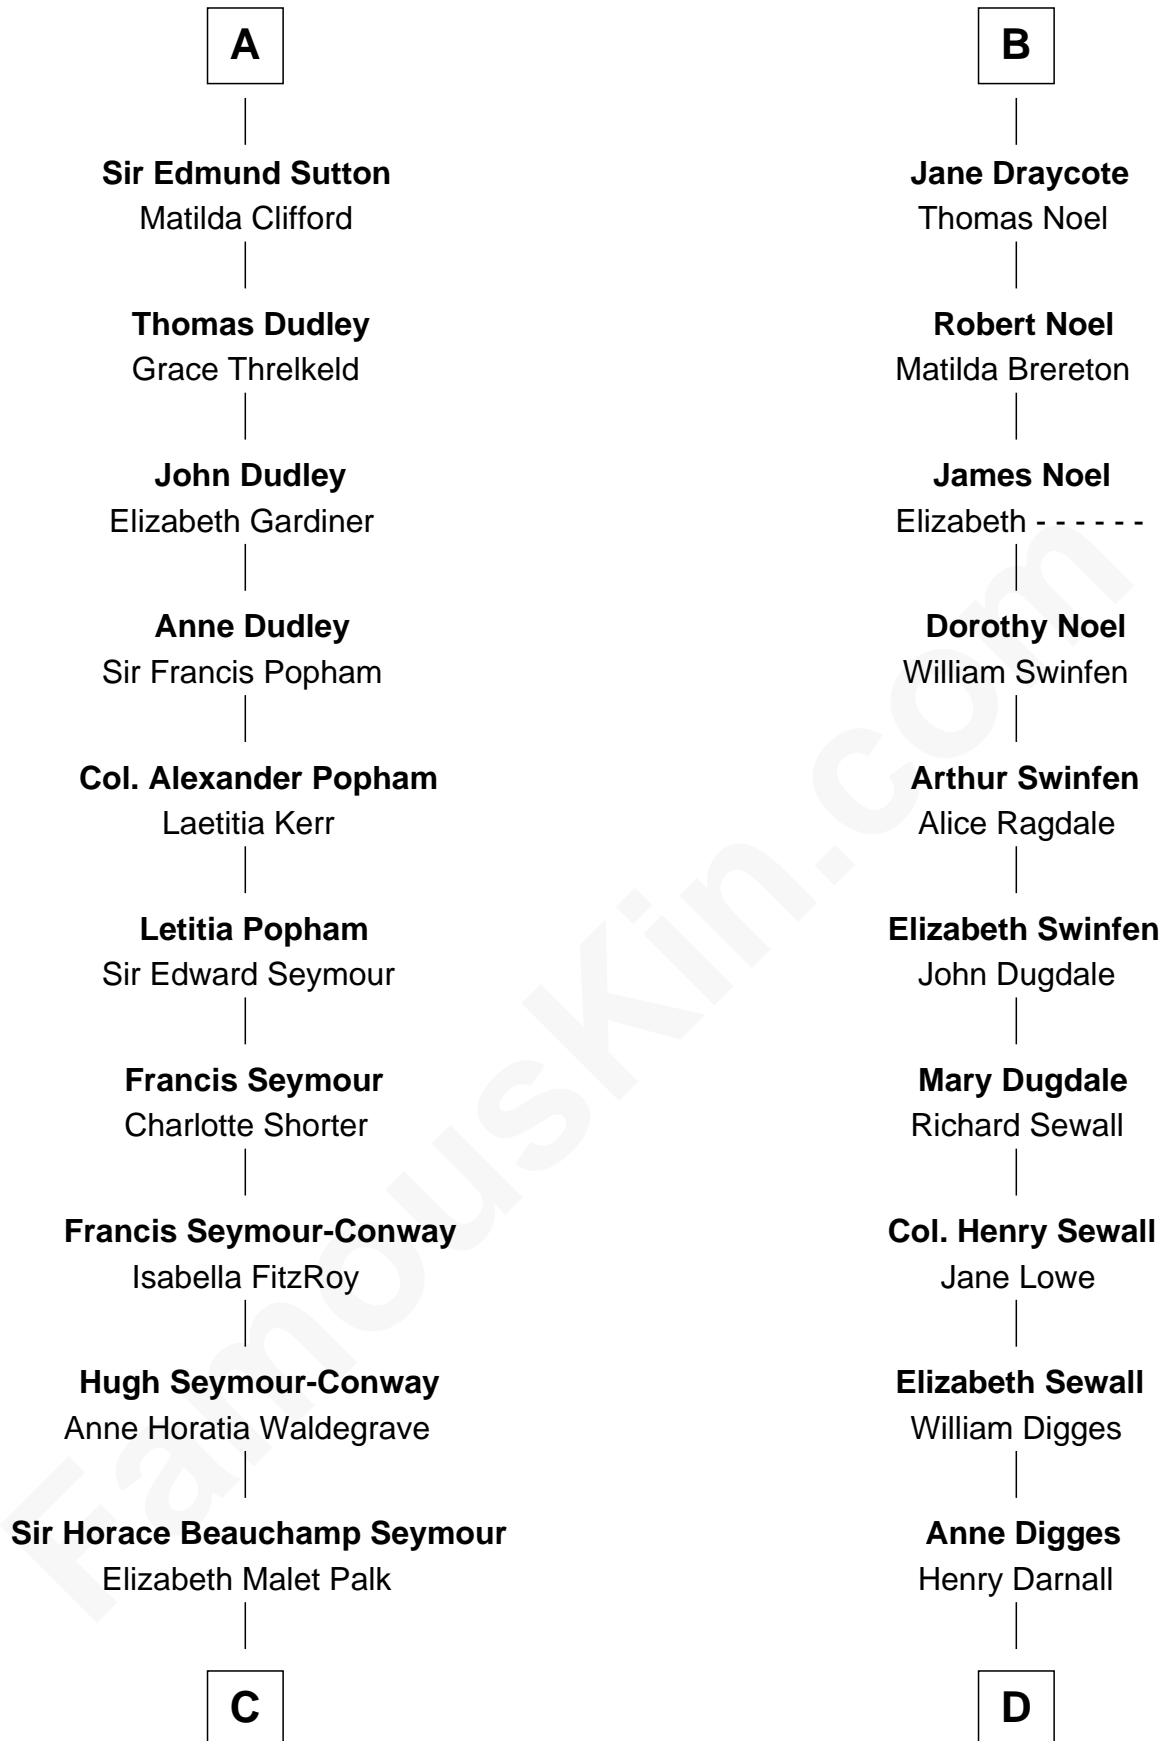 A
Sir Edmund Sutton
Matilda Clifford
Thomas Dudley
Grace Threlkeld
John Dudley
Elizabeth Gardiner
Anne Dudley
Sir Francis Popham
Col. Alexander Popham
Laetitia Kerr
Letitia Popham
Sir Edward Seymour
Francis Seymour
Charlotte Shorter
Francis Seymour-Conway
Isabella FitzRoy
Hugh Seymour-Conway
Anne Horatia Waldegrave
Sir Horace Beauchamp Seymour
Elizabeth Malet Palk
C
B
Jane Draycote
Thomas Noel
Robert Noel
Matilda Brereton
James Noel
Elizabeth - - - - - -
Dorothy Noel
William Swinfen
Arthur Swinfen
Alice Ragdale
Elizabeth Swinfen
John Dugdale
Mary Dugdale
Richard Sewall
Col. Henry Sewall
Jane Lowe
Elizabeth Sewall
William Digges
Anne Digges
Henry Darnall
D
FamousKin.com